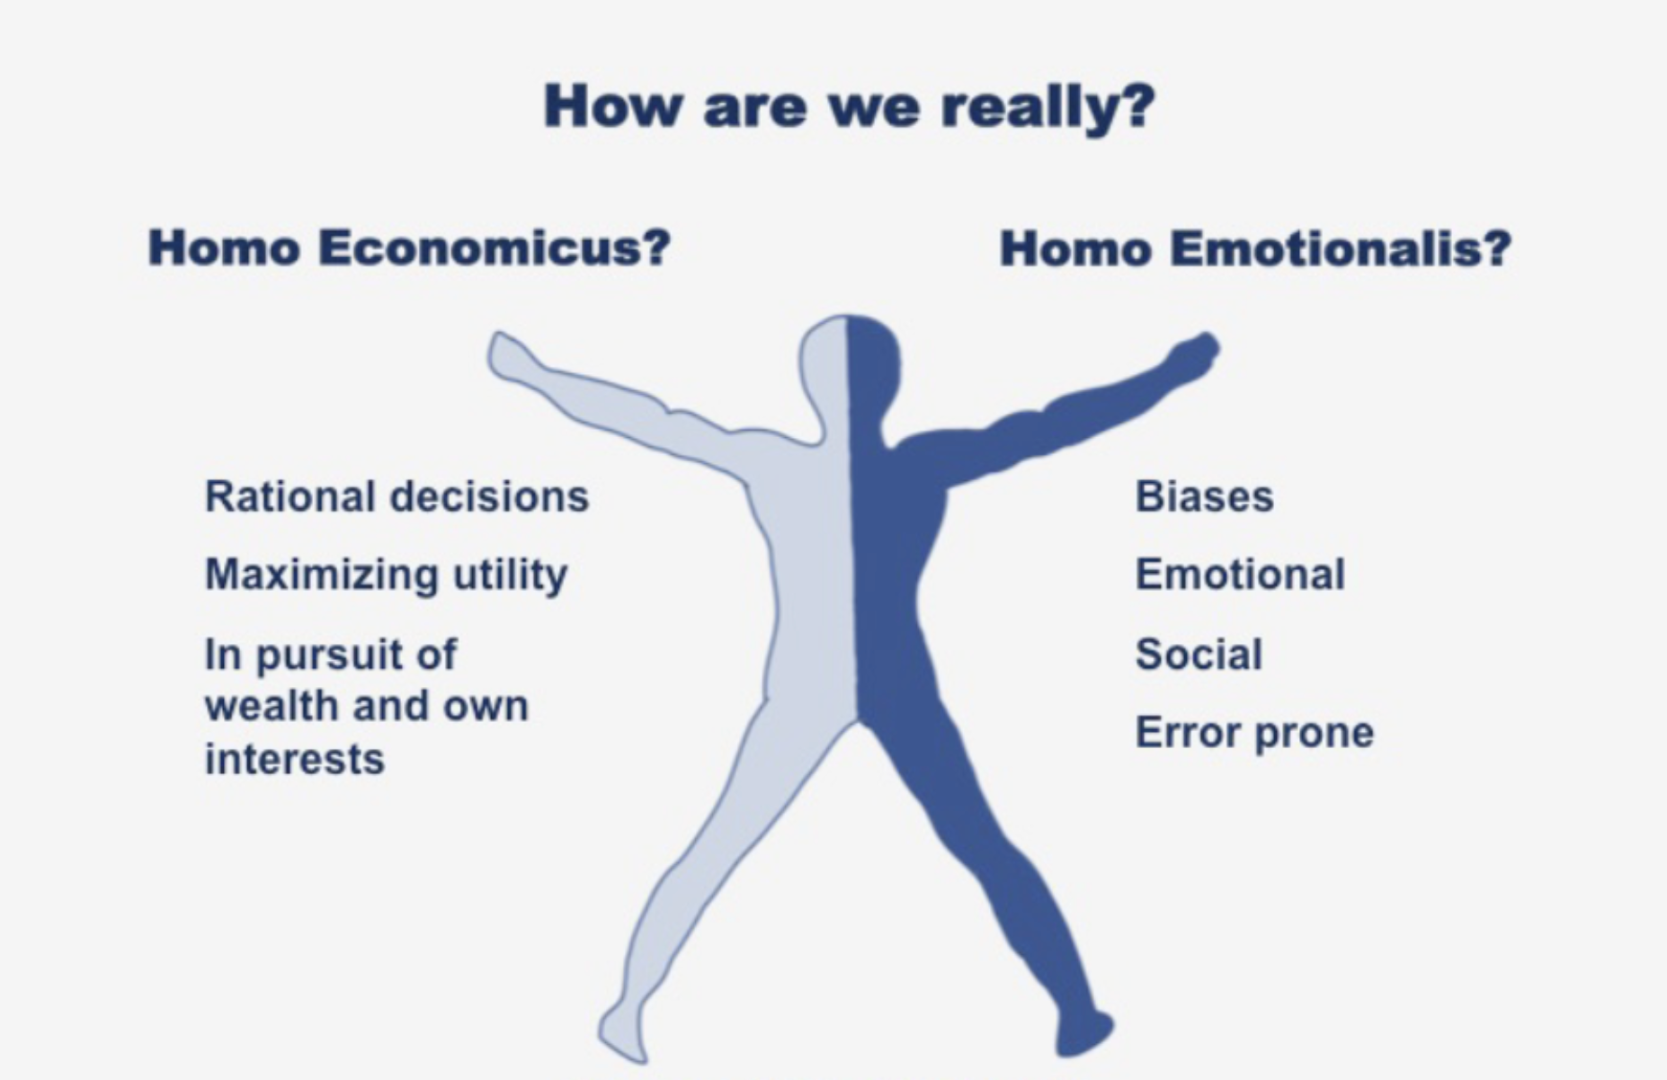 How are we really?
Homo Economicus?
Homo Emotionalis?
Rational decisions
Maximizing utility
In pursuit of
wealth and own
interests
Biases
Emotional
Social
Error prone